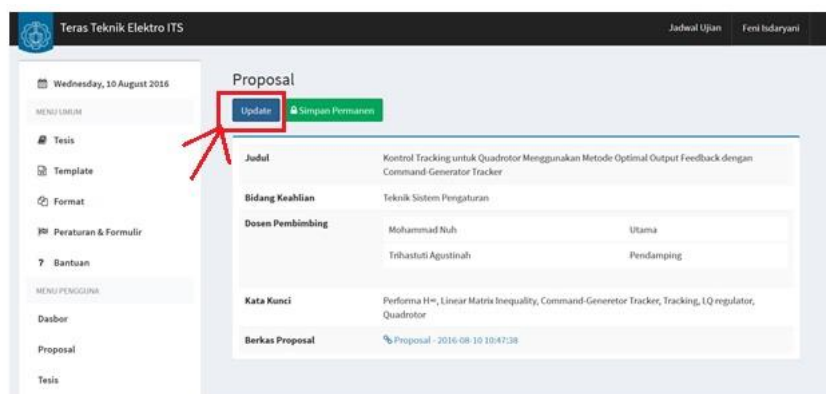 Teras Teknik Elektro ITS
Jadwal Ujian
Feni Isdaryani
Wednesday, 10 August 2016
MENU UMUM
Tesis
Template
Format
Peraturan & Formulir
? Bantuan
MENU PENGGUNA
Dasbor
Proposal
Tesis
Proposal
Update
Simpan Permanen
Judul
Kontrol Tracking untuk Quadrotor Menggunakan Metode Optimal Output Feedback dengan
Command-Generator Tracker
Bidang Keahlian
Teknik Sistem Pengaturan
Dosen Pembimbing
Mohammad Nuh Utama
Trihastuti Agustinah Pendamping
Kata Kunci
Performa H∞, Linear Matrix Inequality, Command-Generetor Tracker, Tracking, LQ regulator,
Quadrotor
Berkas Proposal
Proposal - 2016-08-10 10:47:38